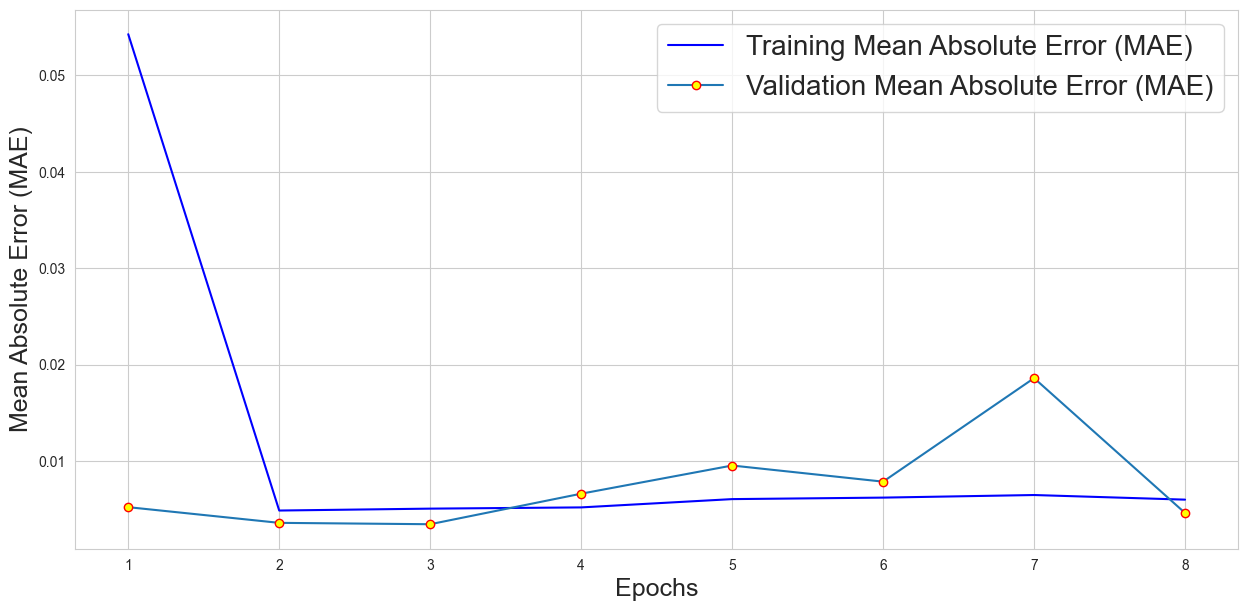 Training Mean Absolute Error (MAE)
Validation Mean Absolute Error (MAE)
Mean Absolute Error (MAE)
0.05
0.04
0.03
0.02
0.01
1 2 3 4 5 6 7 8
Epochs